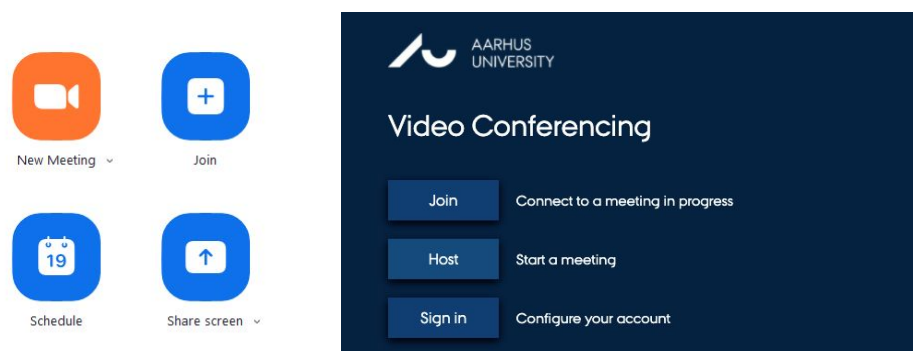 New Meeting
Join
19
Schedule
Share screen
AARHUS
UNIVERSITY
Video Conferencing
Join Connect to a meeting in progress
Host Start a meeting
Sign in Configure your account